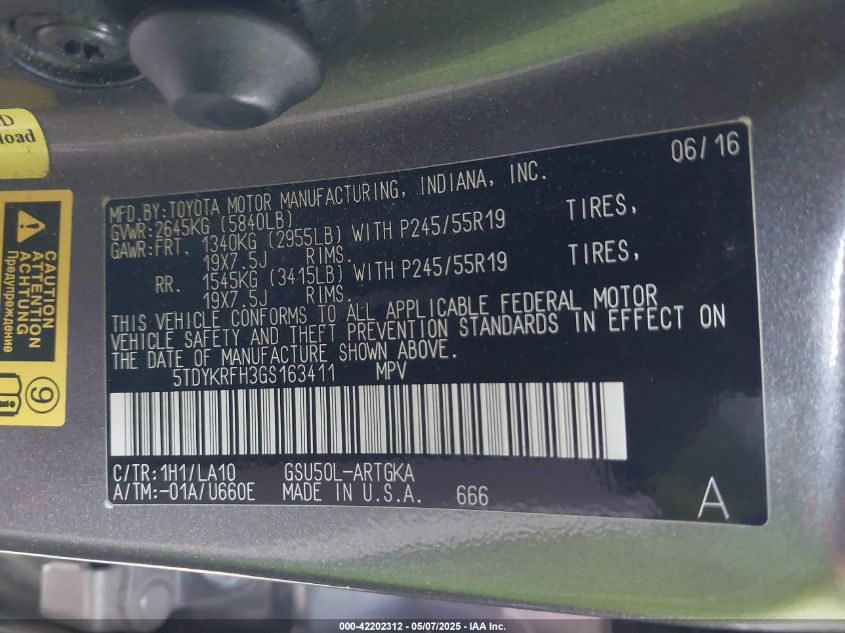 D
load
CAUTION
ATTENTION
ACHTUNG
Предупреждение
9
06/16
MFD.BY:TOYOTA MOTOR MANUFACTURING, INDIANA, INC.
GVWR:2645KG (5840LB)
GAWR:FRT. 1340KG (2955LB) WITH P245/55R19 TIRES,
19X7.5J RIMS.
RR. 1545KG (3415LB) WITH P245/55R19 TIRES,
19X7.5J RIMS.
THIS VEHICLE CONFORMS TO ALL APPLICABLE FEDERAL MOTOR
VEHICLE SAFETY AND THEFT PREVENTION STANDARDS IN EFFECT ON
THE DATE OF MANUFACTURE SHOWN ABOVE.
5TDYKRFH3GS163411 MPV
C/TR:1H1/LA10 GSU50L-ARTGKA
A/TM:-01A/U660E MADE IN U.S.A. 666
A
000-42202312 - 05/07/2025 - IAA Inc.